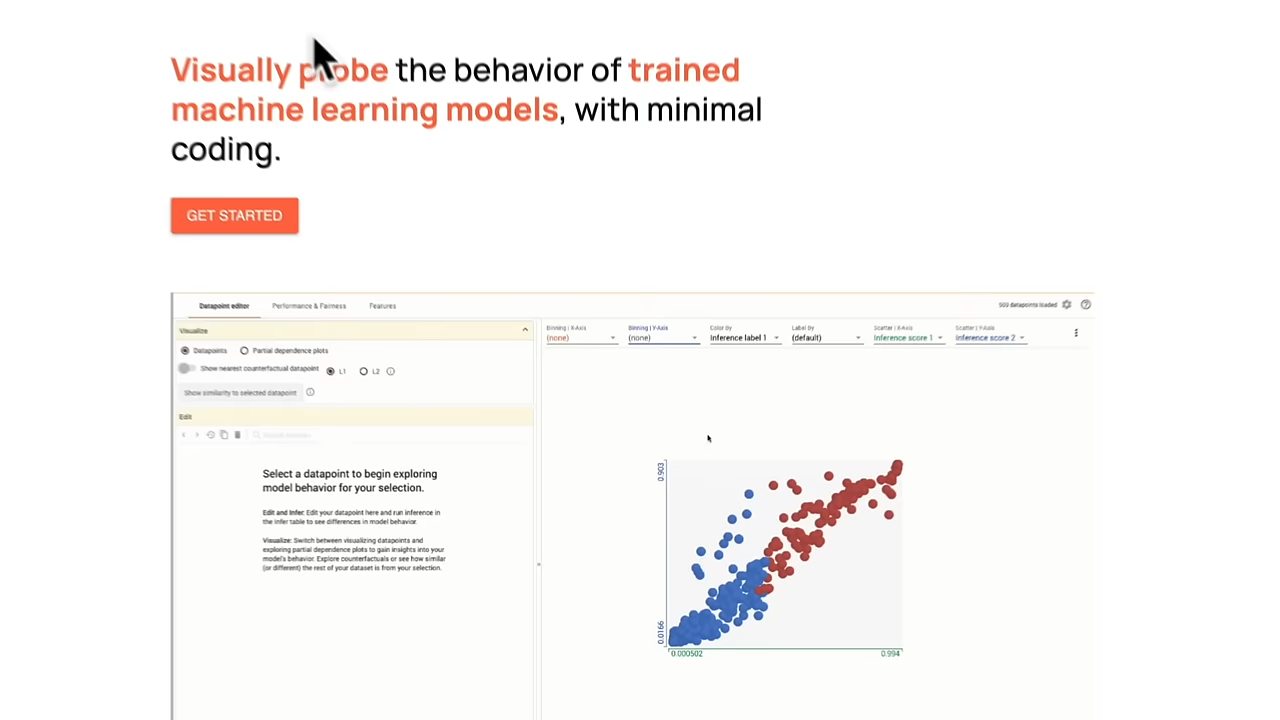 Visually probe the behavior of trained
machine learning models, with minimal
coding.
GET STARTED
Datapoint editor Performance & Fairness Features
500 datapoints loaded
Visualize
Datapoints Partial dependence plots
Show nearest counterfactual datapoint L1 L2
Show similarity to selected datapoint
Edit
Select a datapoint to begin exploring
model behavior for your selection.
Edit and Infer: Edit your datapoint here and run inference in
the infer table to see differences in model behavior.
Visualize: Switch between visualizing datapoints and
exploring partial dependence plots to gain insights into your
model's behavior. Explore counterfactuals or see how similar
(or different) the rest of your dataset is from your selection.
Binning | X-Axis Binning | Y-Axis Color By Label By Scatter | X-Axis Scatter | Y-Axis
(none) (none) Inference label 1 (default) Inference score 1 Inference score 2
0.903
0.0166
0.000502 0.994